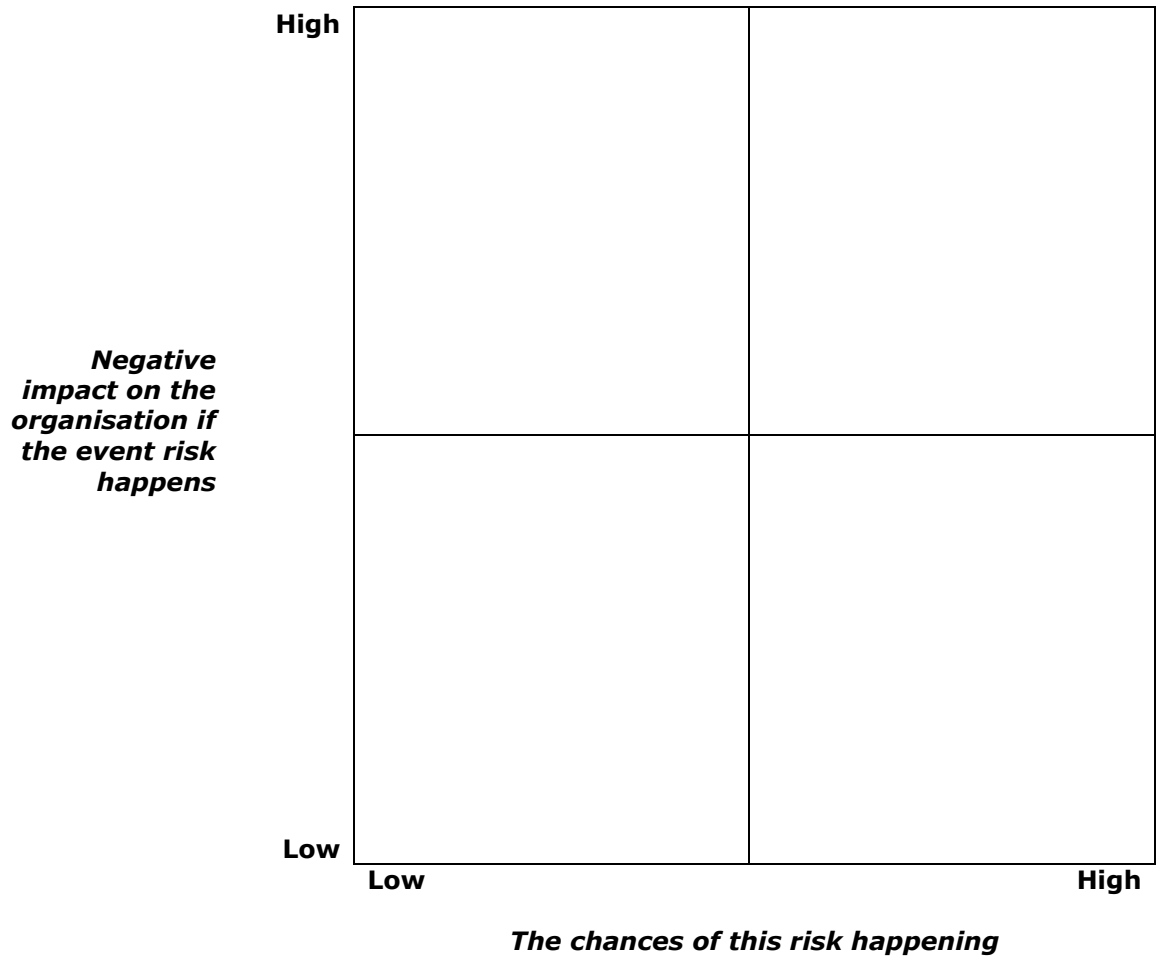 High
Negative
impact on the
organisation if
the event risk
happens
Low
Low
High
The chances of this risk happening